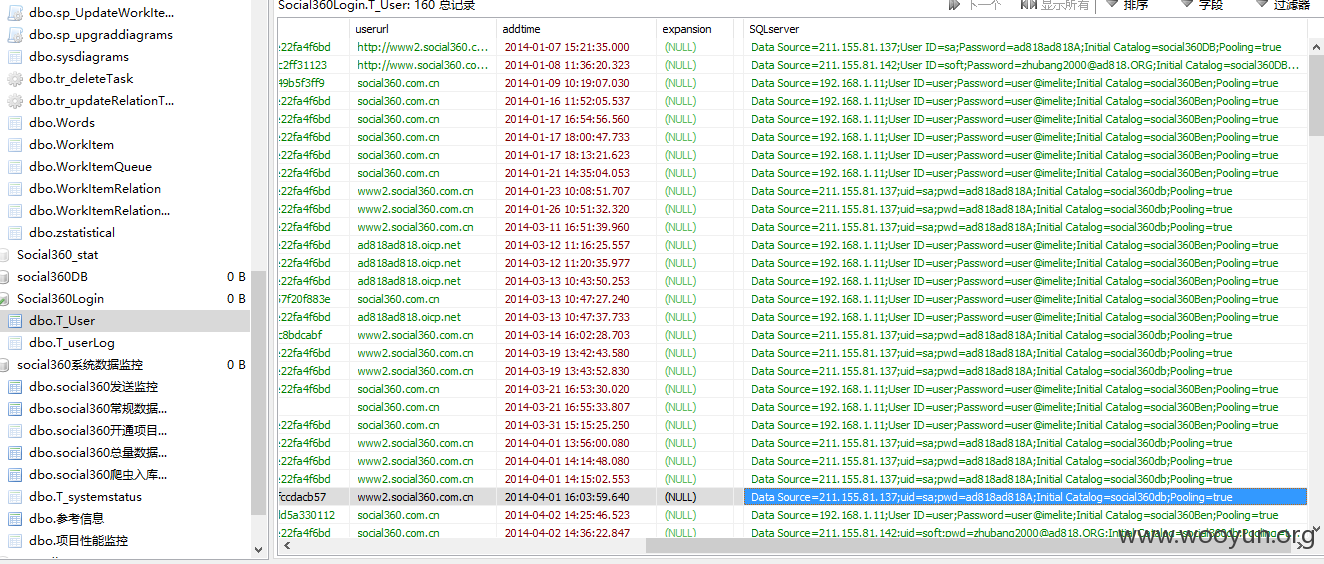 dbo.sp_UpdateWorkIte...
dbo.sp_upgraddiagrams
dbo.sysdiagrams
dbo.tr_deleteTask
dbo.tr_updateRelationT...
dbo.Words
dbo.WorkItem
dbo.WorkItemQueue
dbo.WorkItemRelation
dbo.WorkItemRelation...
dbo.zstatistical
Social360_stat
social360DB 0 B
Social360Login 0 B
dbo.T_User
dbo.T_userLog
social360系统数据监控 0 B
dbo.social360发送监控
dbo.social360常规数据...
dbo.social360开通项目...
dbo.social360总量数据...
dbo.social360爬虫入库...
dbo.T_systemstatus
dbo.参考信息
dbo.项目性能监控
Social360Login.T_User: 160 总记录 下一个 显示所有 排序 字段 过滤器
userurl addtime expansion SQLserver
:22fa4f6bd http://www2.social360.c... 2014-01-07 15:21:35.000 (NULL) Data Source=211.155.81.137;User ID=sa;Password=ad818ad818A;Initial Catalog=social360DB;Pooling=true
:2ff31123 http://www.social360.co... 2014-01-08 11:36:20.323 (NULL) Data Source=211.155.81.142;User ID=soft;Password=zhubang2000@ad818.ORG;Initial Catalog=social360DB...
49b5f3ff9 social360.com.cn 2014-01-09 10:19:07.030 (NULL) Data Source=192.168.1.11;User ID=user;Password=user@imelite;Initial Catalog=social360Ben;Pooling=true
:22fa4f6bd social360.com.cn 2014-01-16 11:52:05.537 (NULL) Data Source=192.168.1.11;User ID=user;Password=user@imelite;Initial Catalog=social360Ben;Pooling=true
:22fa4f6bd social360.com.cn 2014-01-17 16:54:56.560 (NULL) Data Source=192.168.1.11;User ID=user;Password=user@imelite;Initial Catalog=social360Ben;Pooling=true
:22fa4f6bd social360.com.cn 2014-01-17 18:00:47.733 (NULL) Data Source=192.168.1.11;User ID=user;Password=user@imelite;Initial Catalog=social360Ben;Pooling=true
:22fa4f6bd social360.com.cn 2014-01-17 18:13:21.623 (NULL) Data Source=192.168.1.11;User ID=user;Password=user@imelite;Initial Catalog=social360Ben;Pooling=true
:22fa4f6bd social360.com.cn 2014-01-21 14:35:04.053 (NULL) Data Source=192.168.1.11;User ID=user;Password=user@imelite;Initial Catalog=social360Ben;Pooling=true
:22fa4f6bd www2.social360.com.cn 2014-01-23 10:08:51.707 (NULL) Data Source=211.155.81.137;uid=sa;pwd=ad818ad818A;Initial Catalog=social360db;Pooling=true
:22fa4f6bd www2.social360.com.cn 2014-01-26 10:51:32.320 (NULL) Data Source=211.155.81.137;uid=sa;pwd=ad818ad818A;Initial Catalog=social360db;Pooling=true
:22fa4f6bd www2.social360.com.cn 2014-03-11 16:51:39.960 (NULL) Data Source=211.155.81.137;uid=sa;pwd=ad818ad818A;Initial Catalog=social360db;Pooling=true
:22fa4f6bd ad818ad818.oicp.net 2014-03-12 11:16:25.557 (NULL) Data Source=192.168.1.11;User ID=user;Password=user@imelite;Initial Catalog=social360Ben;Pooling=true
:22fa4f6bd ad818ad818.oicp.net 2014-03-12 11:20:35.977 (NULL) Data Source=192.168.1.11;User ID=user;Password=user@imelite;Initial Catalog=social360Ben;Pooling=true
:22fa4f6bd ad818ad818.oicp.net 2014-03-13 10:43:50.253 (NULL) Data Source=192.168.1.11;User ID=user;Password=user@imelite;Initial Catalog=social360Ben;Pooling=true
57f20f883e social360.com.cn 2014-03-13 10:47:27.240 (NULL) Data Source=192.168.1.11;User ID=user;Password=user@imelite;Initial Catalog=social360Ben;Pooling=true
:22fa4f6bd ad818ad818.oicp.net 2014-03-13 10:47:37.733 (NULL) Data Source=192.168.1.11;User ID=user;Password=user@imelite;Initial Catalog=social360Ben;Pooling=true
c8bdcabf www2.social360.com.cn 2014-03-14 16:02:28.703 (NULL) Data Source=211.155.81.137;uid=sa;pwd=ad818ad818A;Initial Catalog=social360db;Pooling=true
:22fa4f6bd www2.social360.com.cn 2014-03-19 13:42:43.580 (NULL) Data Source=211.155.81.137;uid=sa;pwd=ad818ad818A;Initial Catalog=social360db;Pooling=true
:22fa4f6bd www2.social360.com.cn 2014-03-19 13:43:52.830 (NULL) Data Source=211.155.81.137;uid=sa;pwd=ad818ad818A;Initial Catalog=social360db;Pooling=true
:22fa4f6bd social360.com.cn 2014-03-21 16:53:30.020 (NULL) Data Source=192.168.1.11;User ID=user;Password=user@imelite;Initial Catalog=social360Ben;Pooling=true
social360.com.cn 2014-03-21 16:55:33.807 (NULL) Data Source=192.168.1.11;User ID=user;Password=user@imelite;Initial Catalog=social360Ben;Pooling=true
:22fa4f6bd social360.com.cn 2014-03-31 15:15:25.250 (NULL) Data Source=192.168.1.11;User ID=user;Password=user@imelite;Initial Catalog=social360Ben;Pooling=true
:22fa4f6bd www2.social360.com.cn 2014-04-01 13:56:00.080 (NULL) Data Source=211.155.81.137;uid=sa;pwd=ad818ad818A;Initial Catalog=social360db;Pooling=true
:22fa4f6bd www2.social360.com.cn 2014-04-01 14:14:48.080 (NULL) Data Source=211.155.81.137;uid=sa;pwd=ad818ad818A;Initial Catalog=social360db;Pooling=true
:22fa4f6bd www2.social360.com.cn 2014-04-01 14:15:02.553 (NULL) Data Source=211.155.81.137;uid=sa;pwd=ad818ad818A;Initial Catalog=social360db;Pooling=true
fccdacb57 www2.social360.com.cn 2014-04-01 16:03:59.640 (NULL) Data Source=211.155.81.137;uid=sa;pwd=ad818ad818A;Initial Catalog=social360db;Pooling=true
ld5a330112 social360.com.cn 2014-04-02 14:25:46.523 (NULL) Data Source=192.168.1.11;User ID=user;Password=user@imelite;Initial Catalog=social360Ben;Pooling=true
:22fa4f6bd www2.social360.com.cn 2014-04-02 14:36:22.847 (NULL) Data Source=211.155.81.142;uid=soft;pwd=zhubang2000@ad818.ORG;Initial Catalog=social360db;Pooling=t...
www.wooyun.org